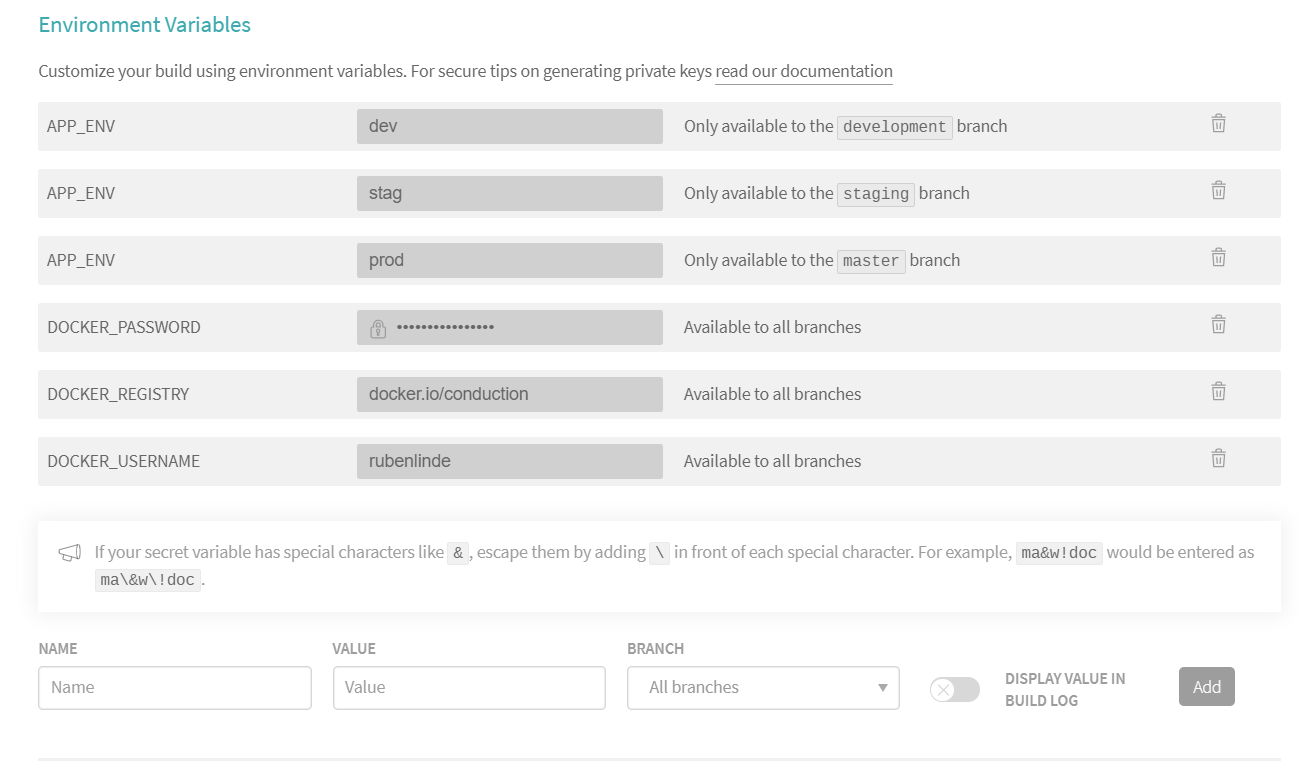 Environment Variables
Customize your build using environment variables. For secure tips on generating private keys read our documentation
APP_ENV dev Only available to the development branch
APP_ENV stag Only available to the staging branch
APP_ENV prod Only available to the master branch
DOCKER_PASSWORD •••••••••••••••• Available to all branches
DOCKER_REGISTRY docker.io/conduction Available to all branches
DOCKER_USERNAME rubenlinde Available to all branches
If your secret variable has special characters like &, escape them by adding \ in front of each special character. For example, ma&w!doc would be entered as
ma\&w\!doc.
NAME VALUE BRANCH
Name Value All branches DISPLAY VALUE IN
BUILD LOG
Add